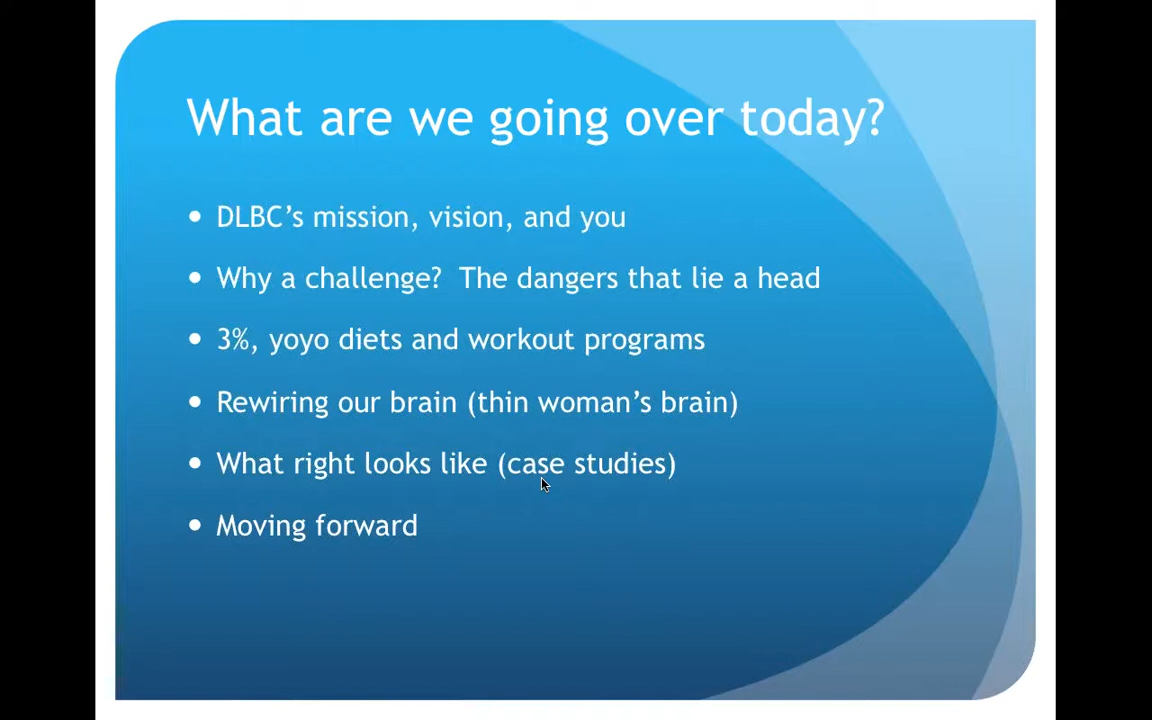 What are we going over today?
• DLBC’s mission, vision, and you
• Why a challenge?  The dangers that lie a head
• 3%, yoyo diets and workout programs
• Rewiring our brain (thin woman’s brain)
• What right looks like (case studies)
• Moving forward